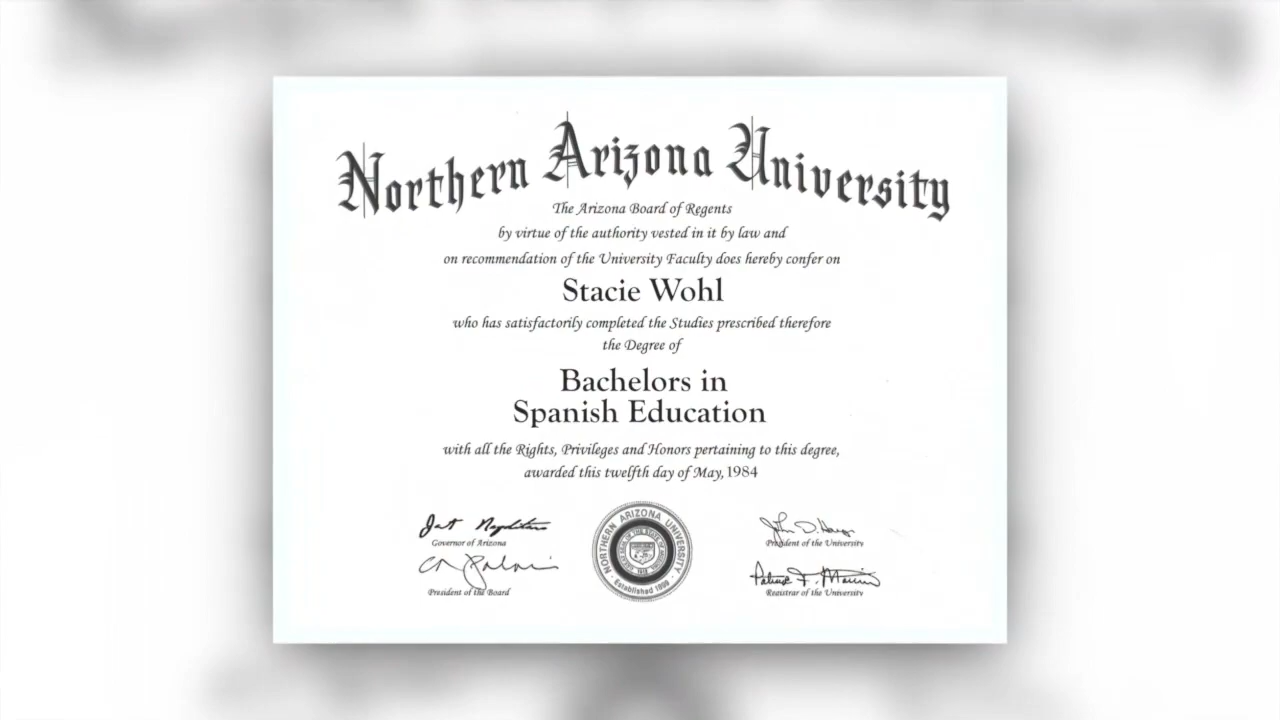 Northern Arizona University
The Arizona Board of Regents
by virtue of the authority vested in it by law and
on recommendation of the University Faculty does hereby confer on
Stacie Wohl
who has satisfactorily completed the Studies prescribed therefore
the Degree of
Bachelors in
Spanish Education
with all the Rights, Privileges and Honors pertaining to this degree,
awarded this twelfth day of May, 1984
Governor of Arizona
President of the Board
NORTHERN ARIZONA UNIVERSITY
Established 1899
President of the University
Registrar of the University